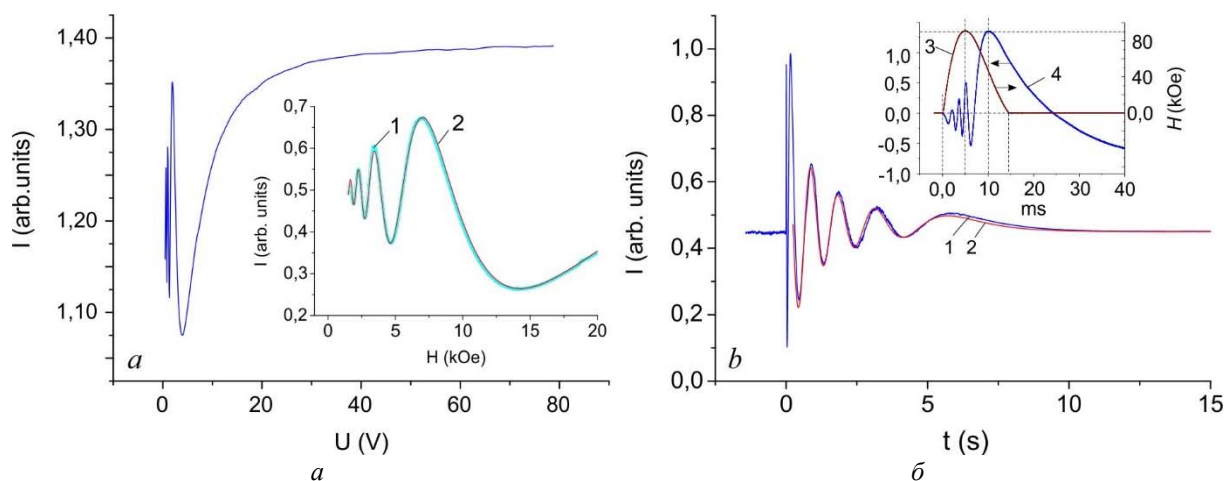 1,40
1,30
1,20
1,10
I (arb.units)
0 20 40 60 80
U (V)
a
0,7
0,6
0,5
0,4
0,3
0,2
I (arb. units)
0 5 10 15 20
H (kOe)
1 2
1,0
0,8
0,6
0,4
0,2
0,0
I (arb. units)
0 5 10 15
t (s)
b
1 2
1,0
0,5
0,0
-0,5
-1,0
0,0 10 20 30 40
ms
80
40
0,0
H (kOe)
3
4
a б